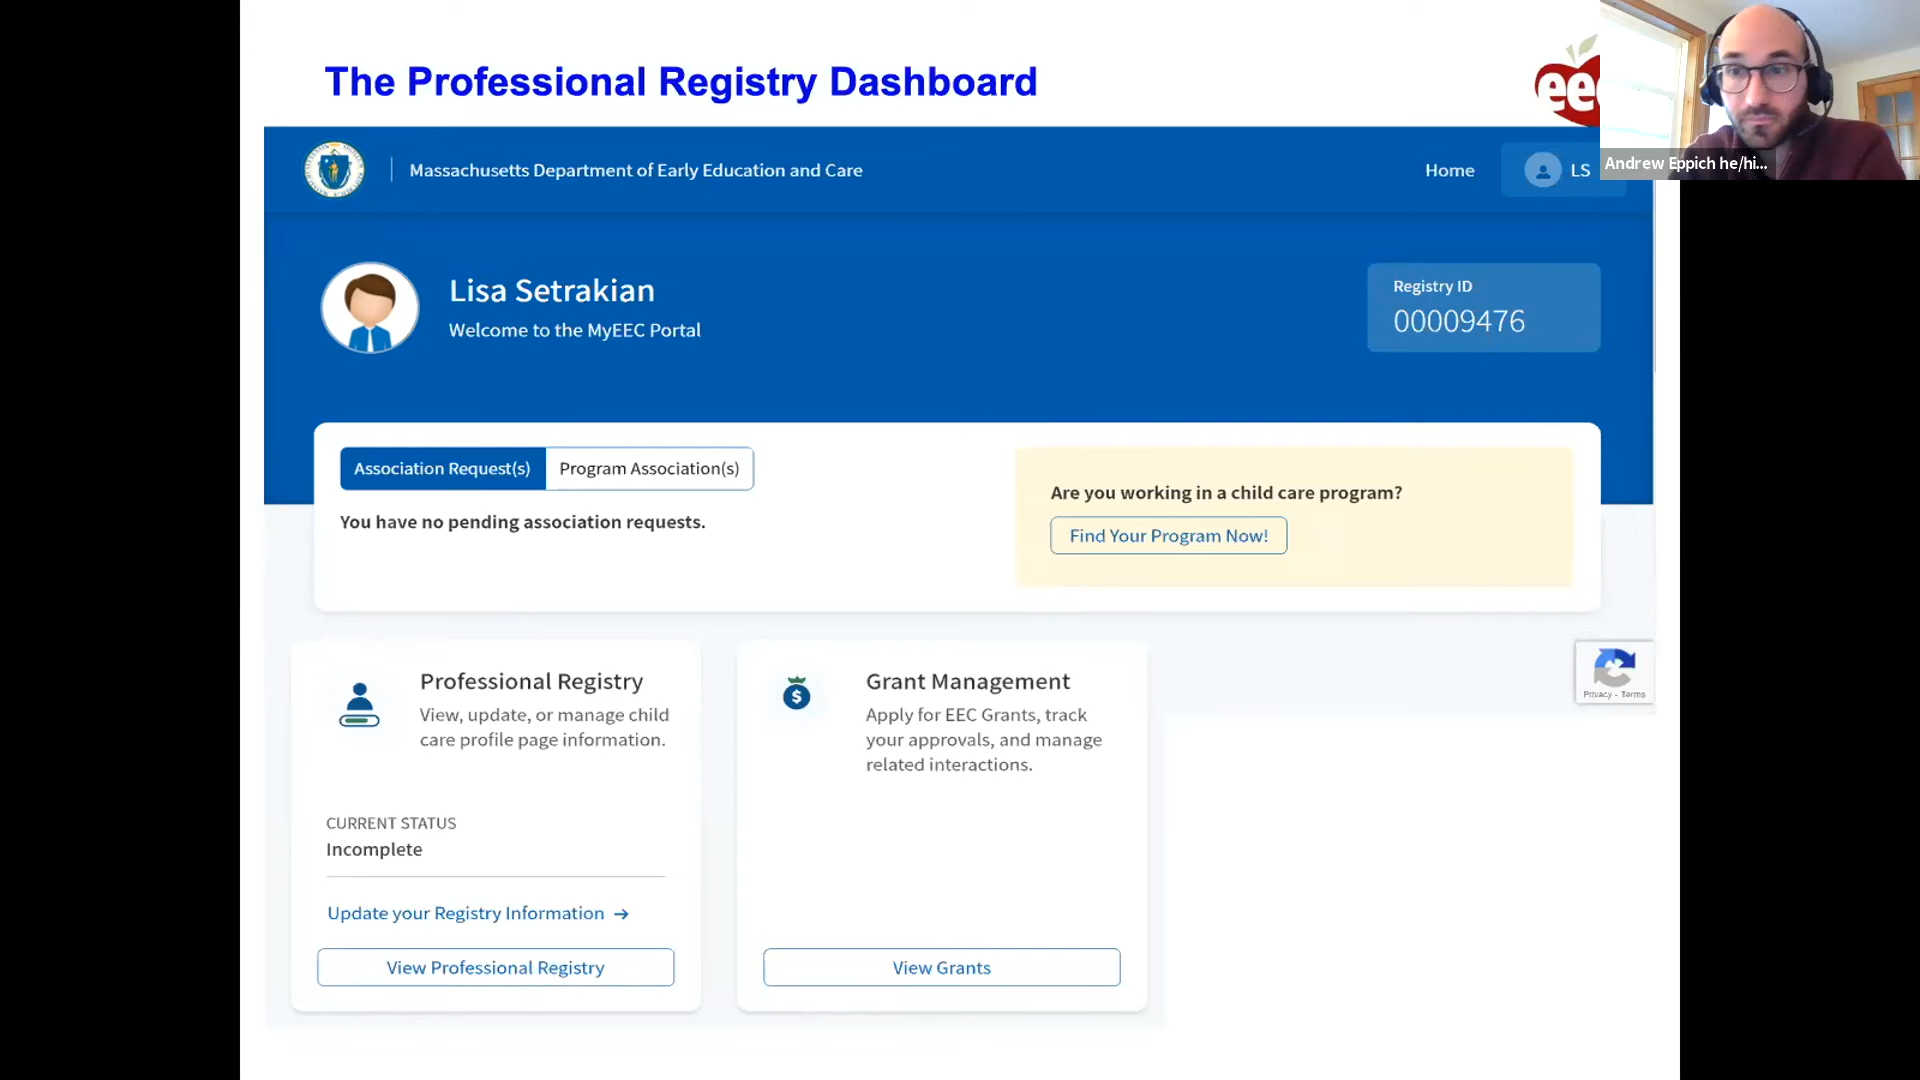 The Professional Registry Dashboard
eec
Massachusetts Department of Early Education and Care
Home
LS
Andrew Eppich he/hi...
Lisa Setrakian
Welcome to the MyEEC Portal
Registry ID
00009476
Association Request(s)
Program Association(s)
You have no pending association requests.
Are you working in a child care program?
Find Your Program Now!
Professional Registry
View, update, or manage child
care profile page information.
CURRENT STATUS
Incomplete
Update your Registry Information →
View Professional Registry
Grant Management
Apply for EEC Grants, track
your approvals, and manage
related interactions.
View Grants
Privacy - Terms